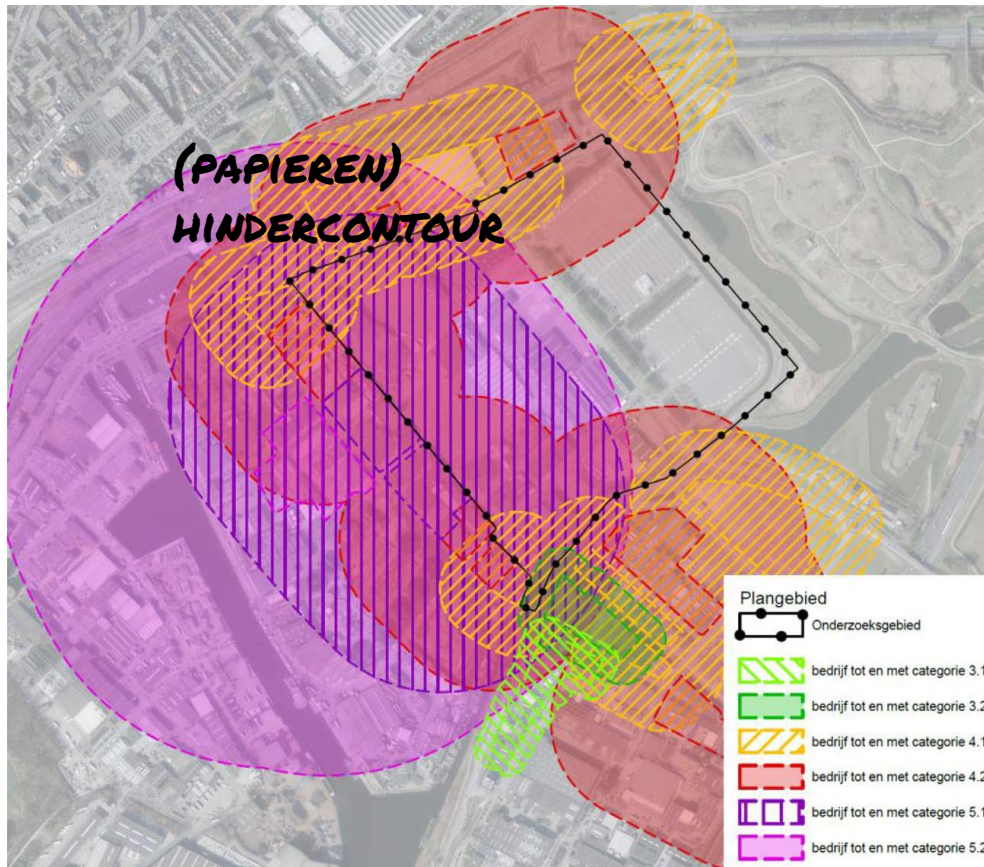 (PAPIEREN)
HINDERCONTOUR
Plangebied
Onderzoeksgebied
bedrijf tot en met categorie 3.1
bedrijf tot en met categorie 3.2
bedrijf tot en met categorie 4.1
bedrijf tot en met categorie 4.2
bedrijf tot en met categorie 5.1
bedrijf tot en met categorie 5.2